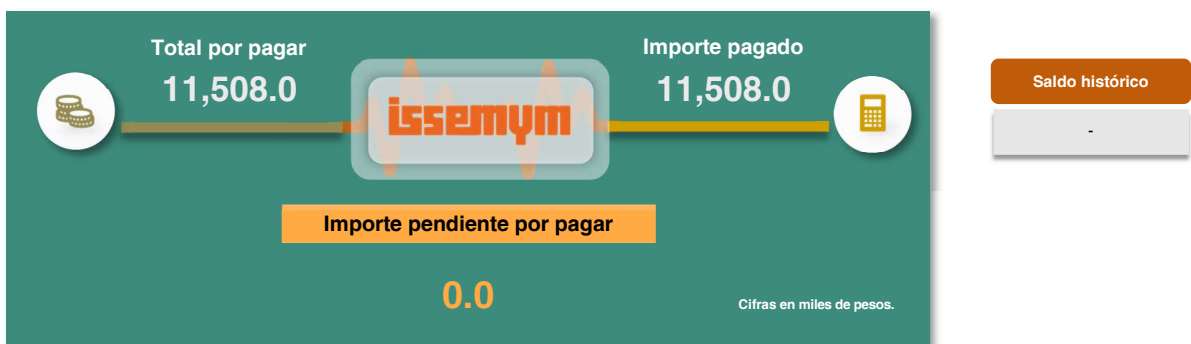 Total por pagar
11,508.0
issemym
Importe pagado
11,508.0
Importe pendiente por pagar
0.0
Cifras en miles de pesos.
Saldo histórico
-